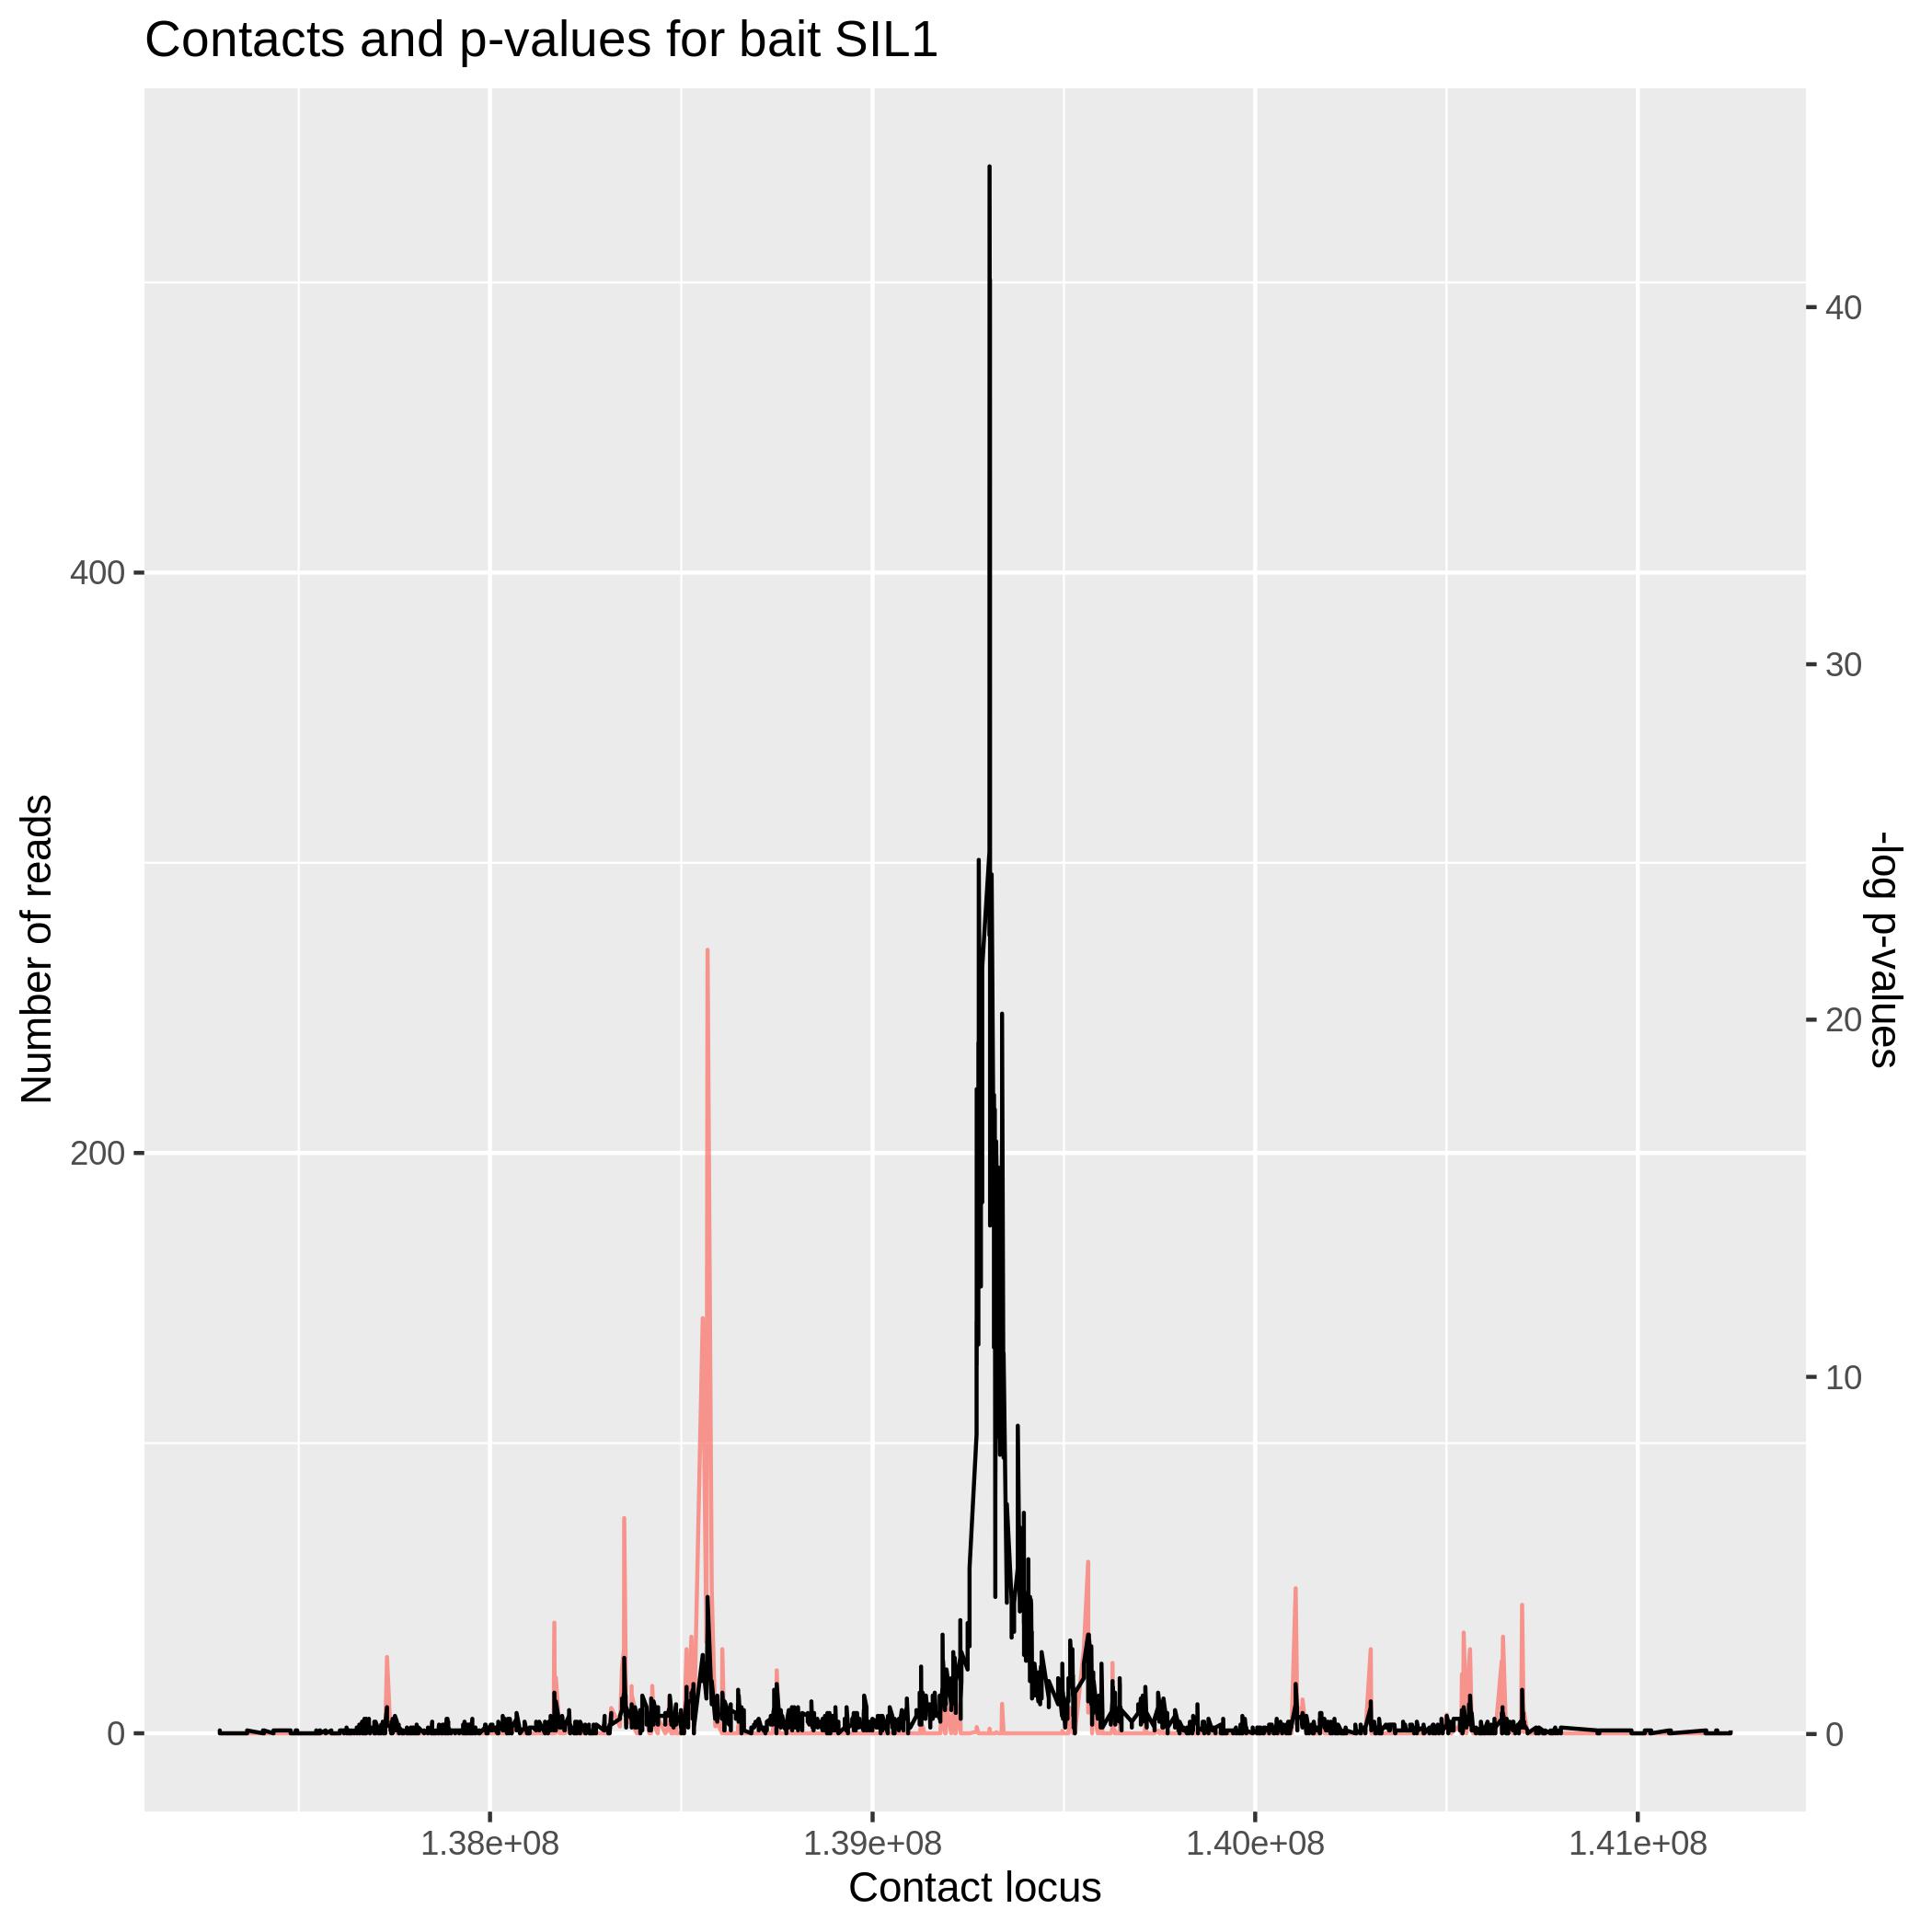 Contacts and p-values for bait SIL1
Number of reads
400
200
0
40
30
20
10
0
-log p-values
1.38e+08
1.39e+08
1.40e+08
1.41e+08
Contact locus